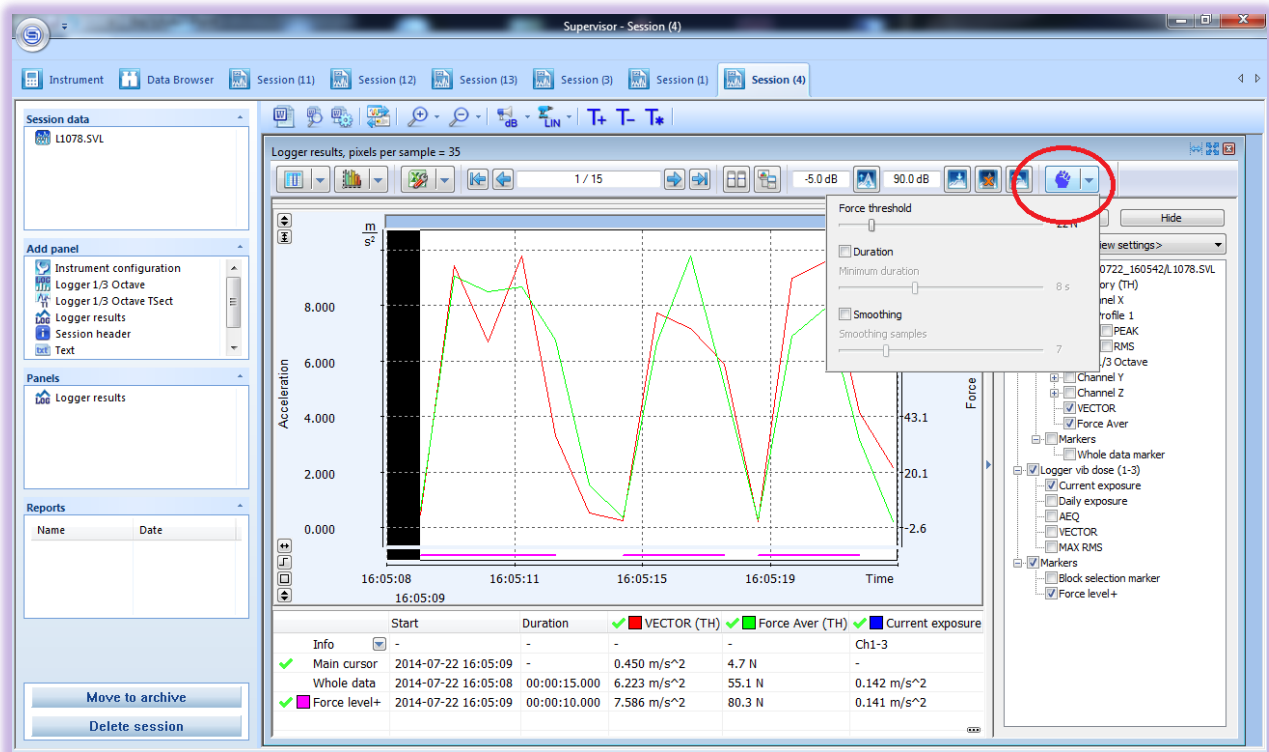 Supervisor - Session (4)
Instrument Data Browser Session (11) Session (12) Session (13) Session (3) Session (1) Session (4)
Session data
L1078.SVL
Add panel
Instrument configuration
Logger 1/3 Octave
Logger 1/3 Octave TSect
Logger results
Session header
Text
Panels
Logger results
Reports
Name Date
Move to archive
Delete session
dB LIN T+ T- T*
Logger results, pixels per sample = 35
1 / 15 -5.0 dB 90.0 dB
Force threshold
22 N
Duration
Minimum duration
8 s
Smoothing
Smoothing samples
7
Hide
view settings>
0722_160542/L1078.SVL
ory (TH)
nel X
rofile 1
PEAK
RMS
/3 Octave
Channel Y
Channel Z
VECTOR
Force Aver
Markers
Whole data marker
Logger vib dose (1-3)
Current exposure
Daily exposure
AEQ
VECTOR
MAX RMS
Markers
Block selection marker
Force level+
m
s²
Acceleration
8.000
6.000
4.000
2.000
0.000
Force
43.1
20.1
-2.6
16:05:08 16:05:11 16:05:15 16:05:19 Time
16:05:09
Start Duration VECTOR (TH) Force Aver (TH) Current exposure
Info - - - - Ch1-3
Main cursor 2014-07-22 16:05:09 - 0.450 m/s^2 4.7 N -
Whole data 2014-07-22 16:05:08 00:00:15.000 6.223 m/s^2 55.1 N 0.142 m/s^2
Force level+ 2014-07-22 16:05:09 00:00:10.000 7.586 m/s^2 80.3 N 0.141 m/s^2